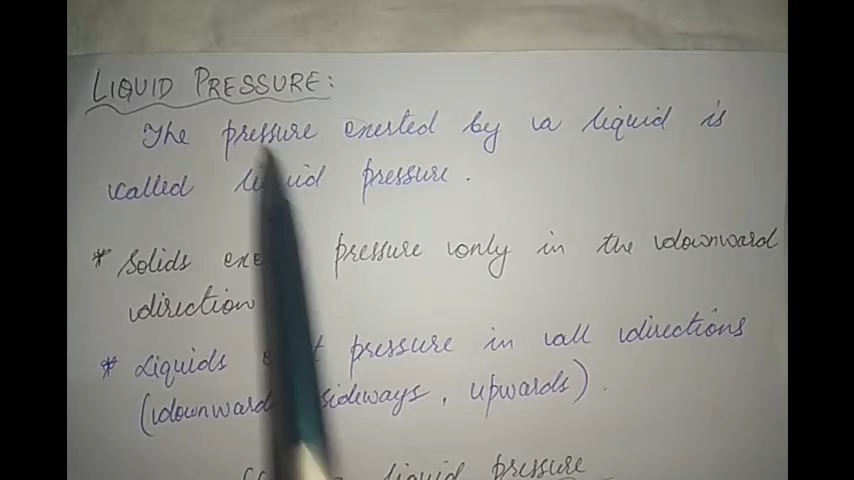 LIQUID PRESSURE:
The pressure exerted by a liquid is
called liquid pressure.
* Solids pressure only in the downward
direction
* Liquids pressure in all directions
(downward sideways, upwards).
liquid pressure